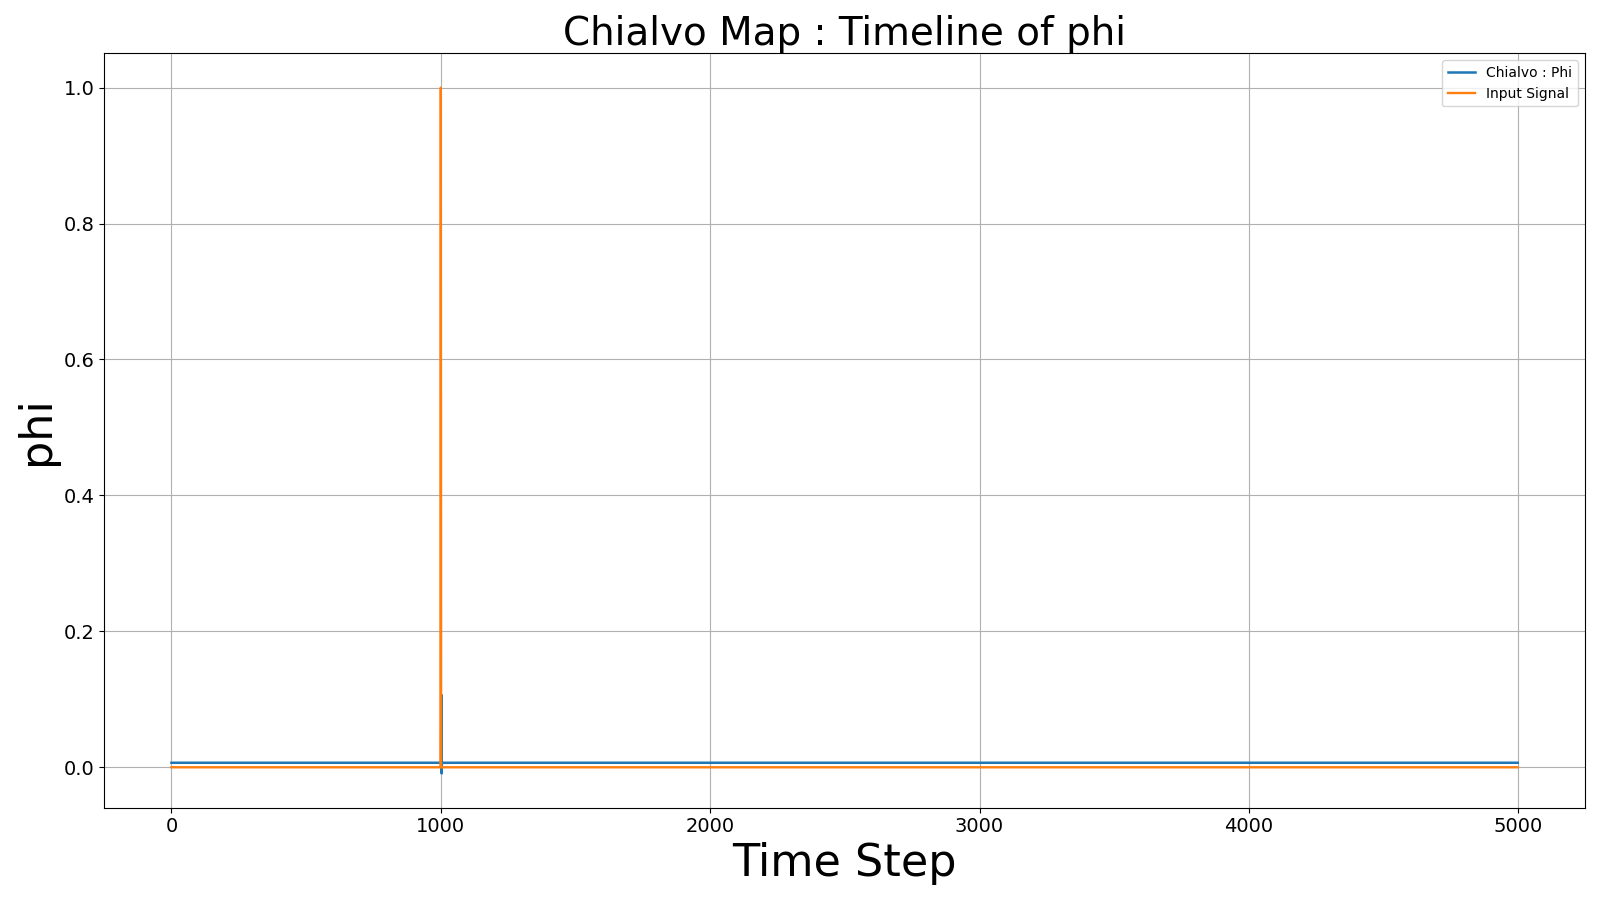 Chialvo Map : Timeline of phi
Chialvo : Phi
Input Signal
1.0
0.8
0.6
0.4
0.2
0.0
phi
0 1000 2000 3000 4000 5000
Time Step